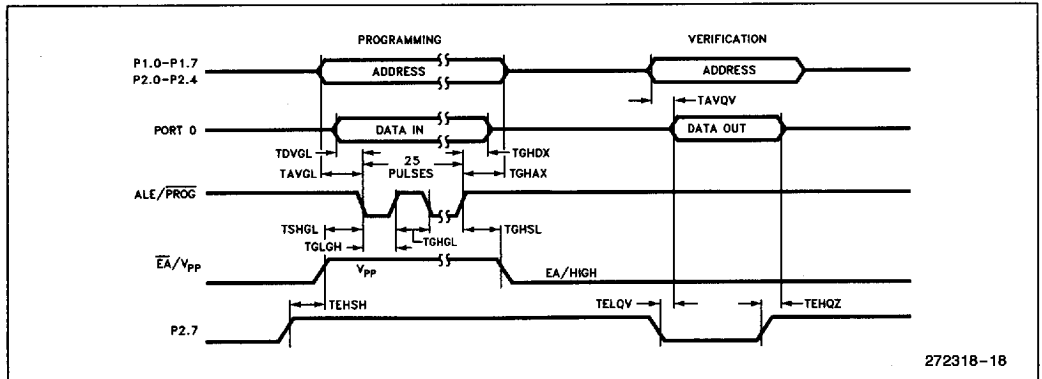 PROGRAMMING
VERIFICATION
P1.0–P1.7
P2.0–P2.4
ADDRESS
ADDRESS
TAVQV
PORT 0
DATA IN
DATA OUT
TDVGL
25
PULSES
TGHDX
TAVGL
TGHAX
ALE/PROG
TSHGL
TGHGL
TGHSL
TGLGH
EA/VPP
VPP
EA/HIGH
TEHSH
TELQV
TEHQZ
P2.7
272318–18